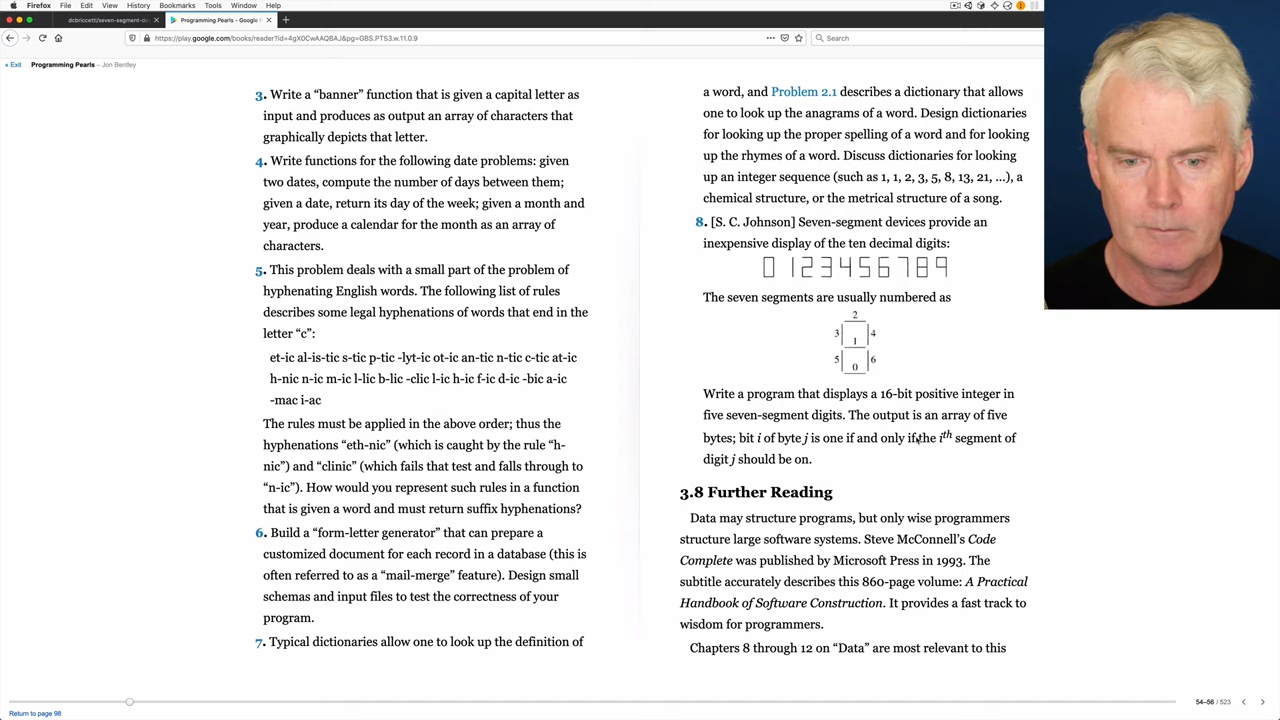 Firefox File Edit View History Bookmarks Tools Window Help
dcbriccetti/seven-segment-de
Programming Pearls - Google
https://play.google.com/books/reader?id=4gX0CwAAQBAJ&pg=GBS.PT53.w.11.0.9
Search
« Exit Programming Pearls – Jon Bentley
3. Write a “banner” function that is given a capital letter as
input and produces as output an array of characters that
graphically depicts that letter.
4. Write functions for the following date problems: given
two dates, compute the number of days between them;
given a date, return its day of the week; given a month and
year, produce a calendar for the month as an array of
characters.
5. This problem deals with a small part of the problem of
hyphenating English words. The following list of rules
describes some legal hyphenations of words that end in the
letter “c”:
et-ic al-is-tic s-tic p-tic -lyt-ic ot-ic an-tic n-tic c-tic at-ic
h-nic n-ic m-ic l-lic b-lic -clic l-ic h-ic f-ic d-ic -bic a-ic
-mac i-ac
The rules must be applied in the above order; thus the
hyphenations “eth-nic” (which is caught by the rule “h-
nic”) and “clinic” (which fails that test and falls through to
“n-ic”). How would you represent such rules in a function
that is given a word and must return suffix hyphenations?
6. Build a “form-letter generator” that can prepare a
customized document for each record in a database (this is
often referred to as a “mail-merge” feature). Design small
schemas and input files to test the correctness of your
program.
7. Typical dictionaries allow one to look up the definition of
a word, and Problem 2.1 describes a dictionary that allows
one to look up the anagrams of a word. Design dictionaries
for looking up the proper spelling of a word and for looking
up the rhymes of a word. Discuss dictionaries for looking
up an integer sequence (such as 1, 1, 2, 3, 5, 8, 13, 21, ...), a
chemical structure, or the metrical structure of a song.
8. [S. C. Johnson] Seven-segment devices provide an
inexpensive display of the ten decimal digits:
0 1 2 3 4 5 6 7 8 9
The seven segments are usually numbered as
2
3 4
1
5 6
0
Write a program that displays a 16-bit positive integer in
five seven-segment digits. The output is an array of five
bytes; bit i of byte j is one if and only if the ith segment of
digit j should be on.
3.8 Further Reading
Data may structure programs, but only wise programmers
structure large software systems. Steve McConnell’s Code
Complete was published by Microsoft Press in 1993. The
subtitle accurately describes this 860-page volume: A Practical
Handbook of Software Construction. It provides a fast track to
wisdom for programmers.
Chapters 8 through 12 on “Data” are most relevant to this
54-56 / 523
Return to page 98